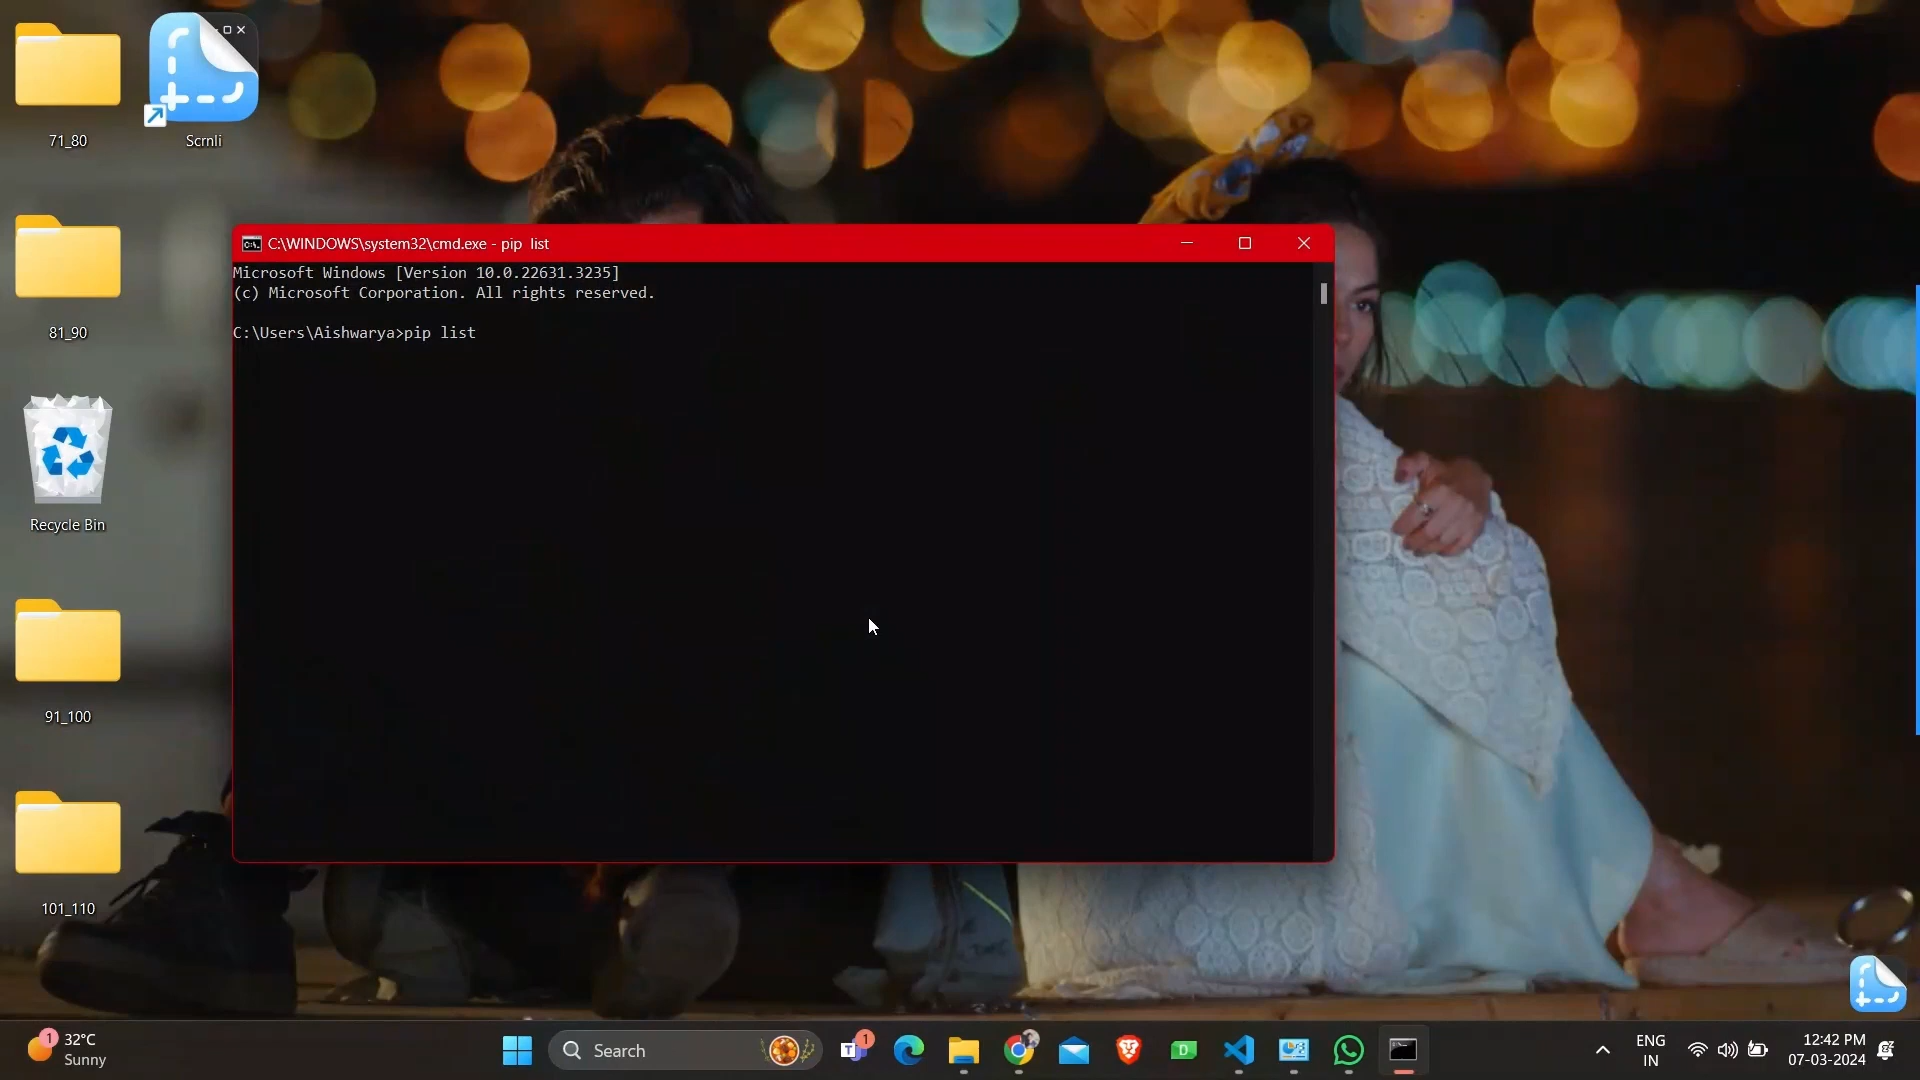 71_80
Scrnli
81_90
Recycle Bin
91_100
101_110
C:\WINDOWS\system32\cmd.exe - pip  list
Microsoft Windows [Version 10.0.22631.3235]
(c) Microsoft Corporation. All rights reserved.
C:\Users\Aishwarya>pip list
1
32°C
Sunny
Search
T
1
D
ENG
IN
12:42 PM
07-03-2024